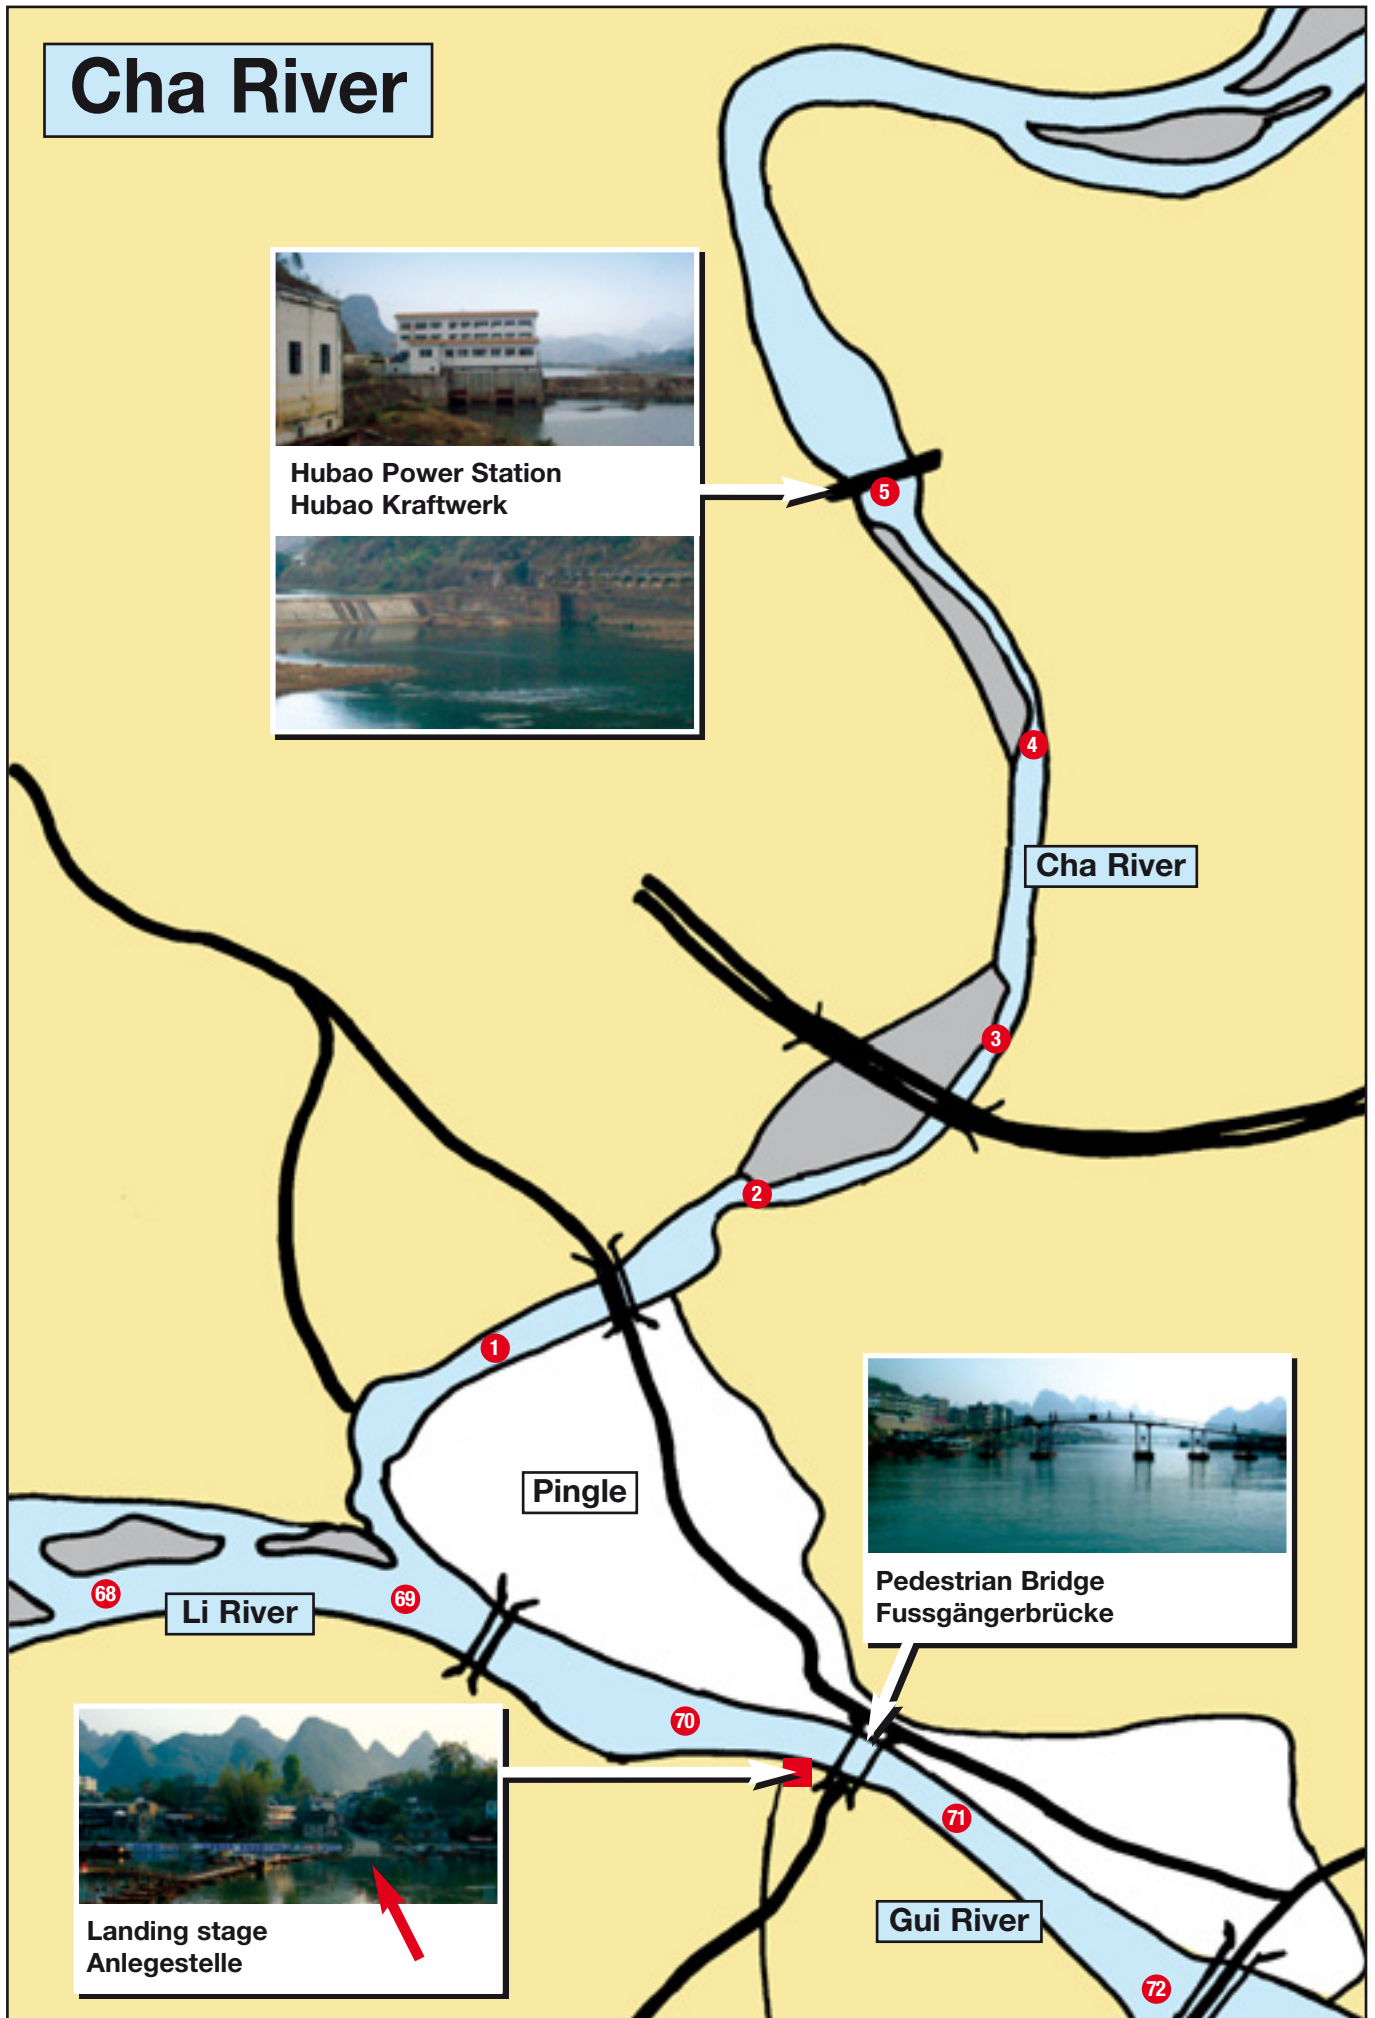 Cha River
Hubao Power Station
Hubao Kraftwerk
5
4
Cha River
3
2
1
Pingle
Pedestrian Bridge
Fussgängerbrücke
68
Li River
69
70
71
Landing stage
Anlegestelle
Gui River
72